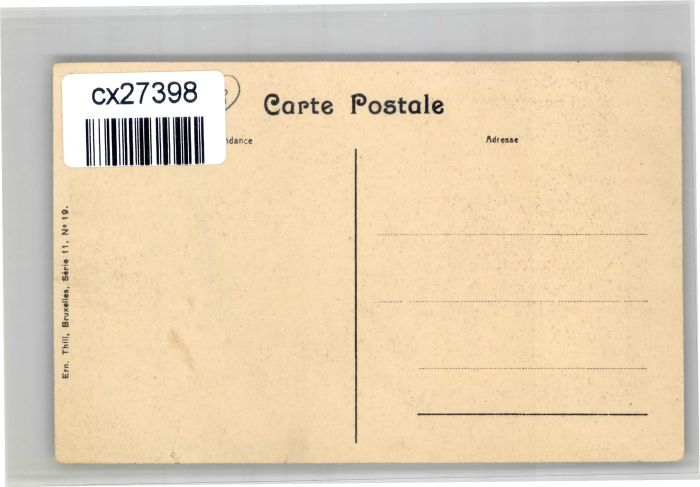 cx27398
Carte Postale
ndance
Adresse
Ern. Thill, Bruxelles, Série 11, Nº 19.